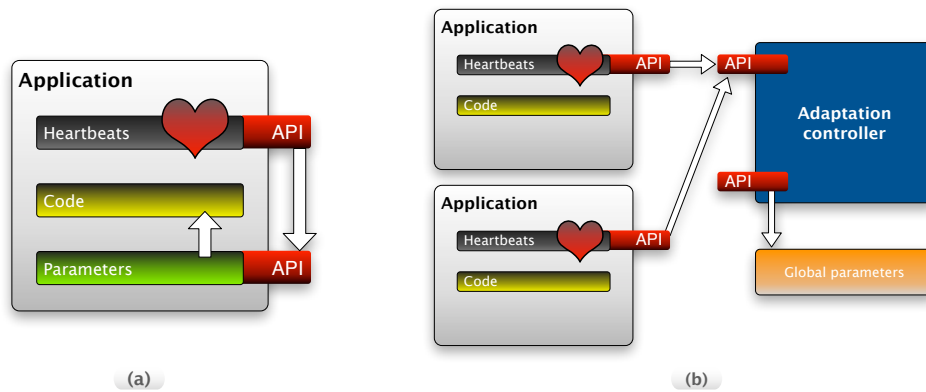 Application
Heartbeats
API
Code
Parameters
API
(a)
Application
Heartbeats
API
Code
Application
Heartbeats
API
Code
API
Adaptation
controller
API
Global parameters
(b)